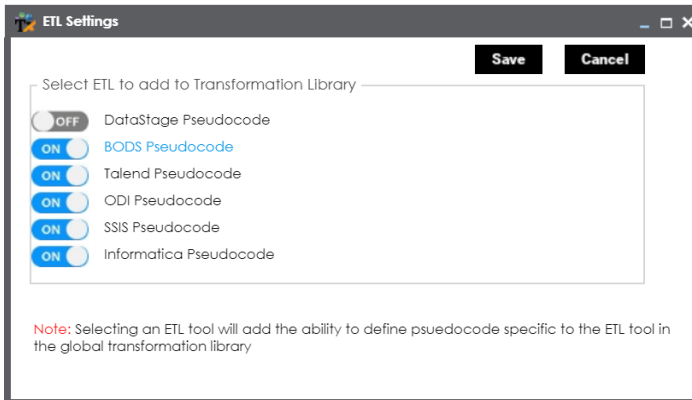 ETL Settings
Save Cancel
Select ETL to add to Transformation Library
OFF DataStage Pseudocode
ON BODS Pseudocode
ON Talend Pseudocode
ON ODI Pseudocode
ON SSIS Pseudocode
ON Informatica Pseudocode
Note: Selecting an ETL tool will add the ability to define psuedocode specific to the ETL tool in
the global transformation library